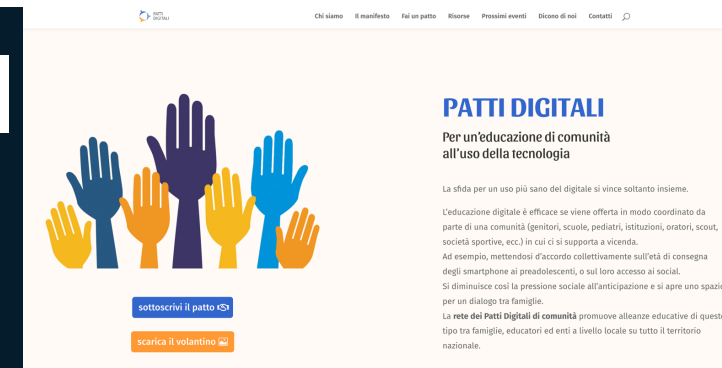 PATTI
DIGITALI
Chi siamo Il manifesto Fai un patto Risorse Prossimi eventi Dicono di noi Contatti
PATTI DIGITALI
Per un'educazione di comunità
all'uso della tecnologia
La sfida per un uso più sano del digitale si vince soltanto insieme.
L'educazione digitale è efficace se viene offerta in modo coordinato da
parte di una comunità (genitori, scuole, pediatri, istituzioni, oratori, scout,
società sportive, ecc.) in cui ci si supporta a vicenda.
Ad esempio, mettendosi d'accordo collettivamente sull'età di consegna
degli smartphone ai preadolescenti, o sul loro accesso ai social.
Si diminuisce così la pressione sociale all'anticipazione e si apre uno spazio
per un dialogo tra famiglie.
La rete dei Patti Digitali di comunità promuove alleanze educative di questo
tipo tra famiglie, educatori ed enti a livello locale su tutto il territorio
nazionale.
sottoscrivi il patto
scarica il volantino